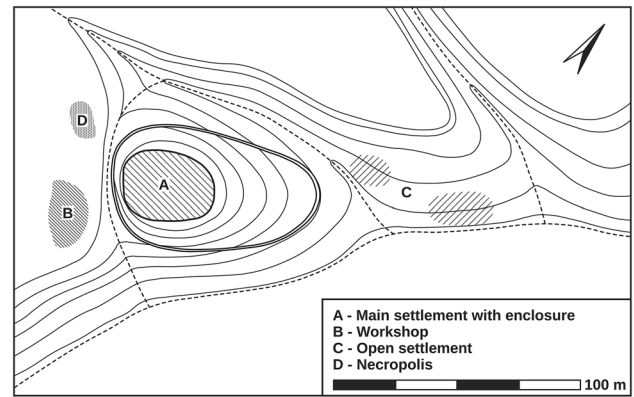 D
A
B
C
A - Main settlement with enclosure
B - Workshop
C - Open settlement
D - Necropolis
100 m